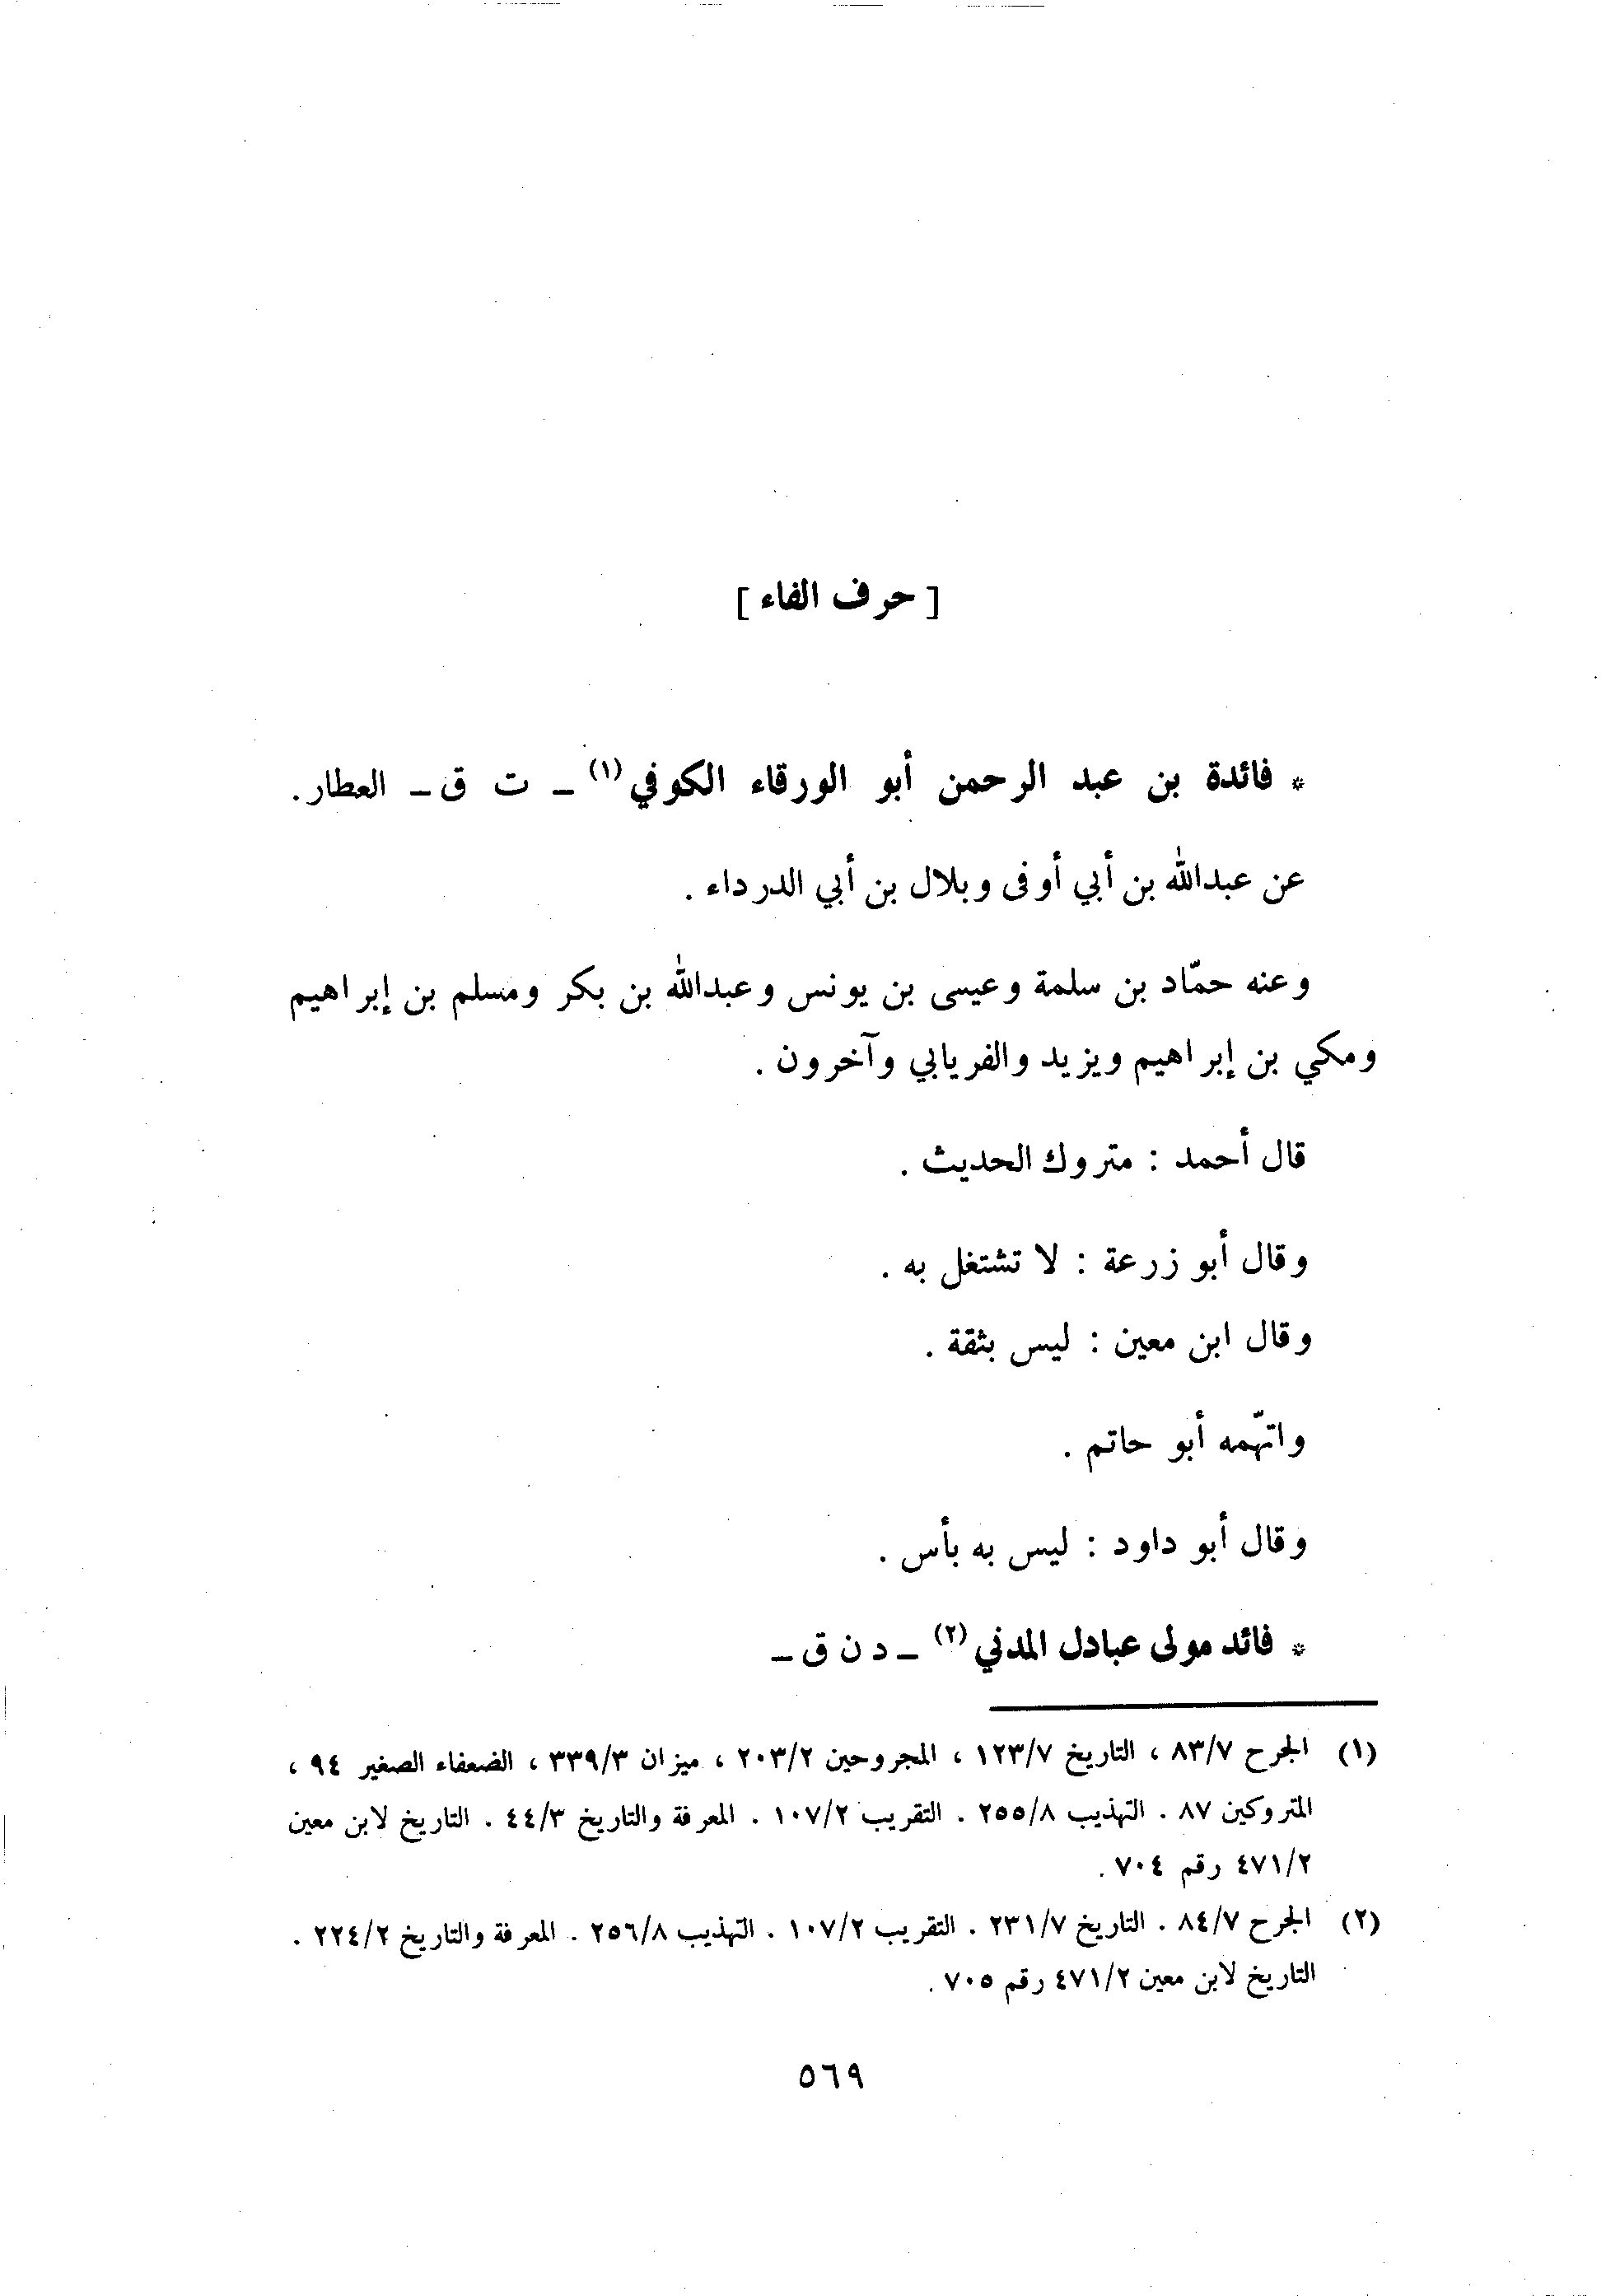 [ حرف الفاء ]
* فائدة بن عبد الرحمن أبو الورقاء الكوفي (١) ـ ت ق ـ العطار.
عن عبدالله بن أبي أوفى وبلال بن أبي الدرداء .
وعنه حمّاد بن سلمة وعيسى بن يونس وعبدالله بن بكر ومسلم بن إبراهيم
ومكي بن إبراهيم ويزيد والفريابي وآخرون .
قال أحمد : متروك الحديث .
وقال أبو زرعة : لا تشتغل به .
وقال ابن معين : ليس بثقة .
واتهّمه أبو حاتم .
وقال أبو داود : ليس به بأس .
* فائد مولى عبادل المدني (٢) ـ د ن ق ـ
(١) الجرح ٨٣/٧ ، التاريخ ١٢٣/٧ ، المجروحين ٢٠٣/٢ ، ميزان ٣٣٩/٣ ، الضعفاء الصغير ٩٤ ،
المتروكين ٨٧ . التهذيب ٢٥٥/٨ . التقريب ١٠٧/٢ . المعرفة والتاريخ ٤٤/٣ . التاريخ لابن معين
٤٧١/٢ رقم ٧٠٤ .
(٢) الجرح ٨٤/٧ . التاريخ ٢٣١/٧ . التقريب ١٠٧/٢ . التهذيب ٢٥٦/٨ . المعرفة والتاريخ ٢٢٤/٢ .
التاريخ لابن معين ٤٧١/٢ رقم ٧٠٥ .
٥٦٩